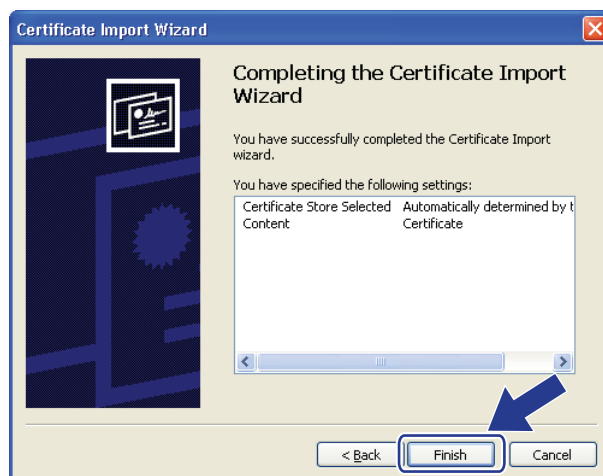 Certificate Import Wizard
Completing the Certificate Import
Wizard
You have successfully completed the Certificate Import
wizard.
You have specified the following settings:
Certificate Store Selected Automatically determined by t
Content Certificate
< Back Finish Cancel